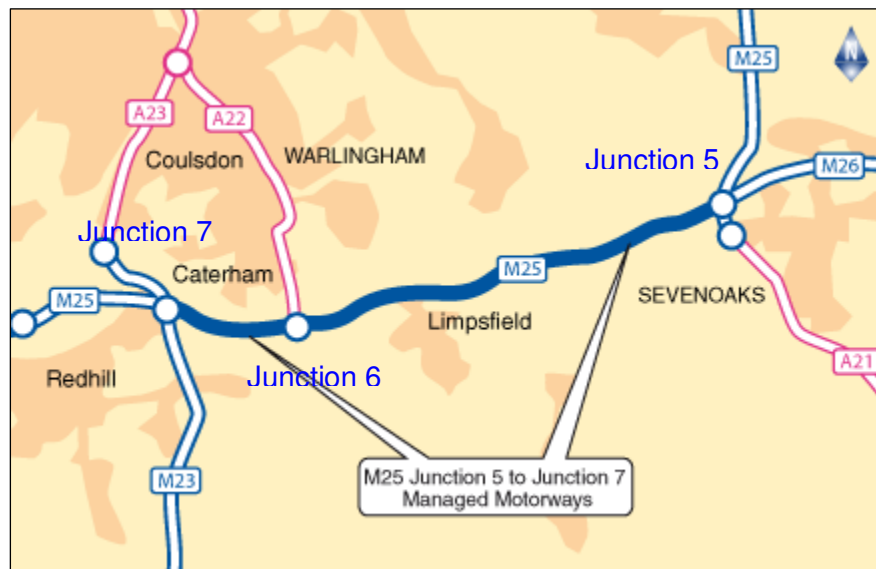 N
M25
A23
A22
Coulsdon
WARLINGHAM
Junction 5
M26
Junction 7
Caterham
M25
M25
SEVENOAKS
Limpsfield
Redhill
Junction 6
A21
M25 Junction 5 to Junction 7
Managed Motorways
M23